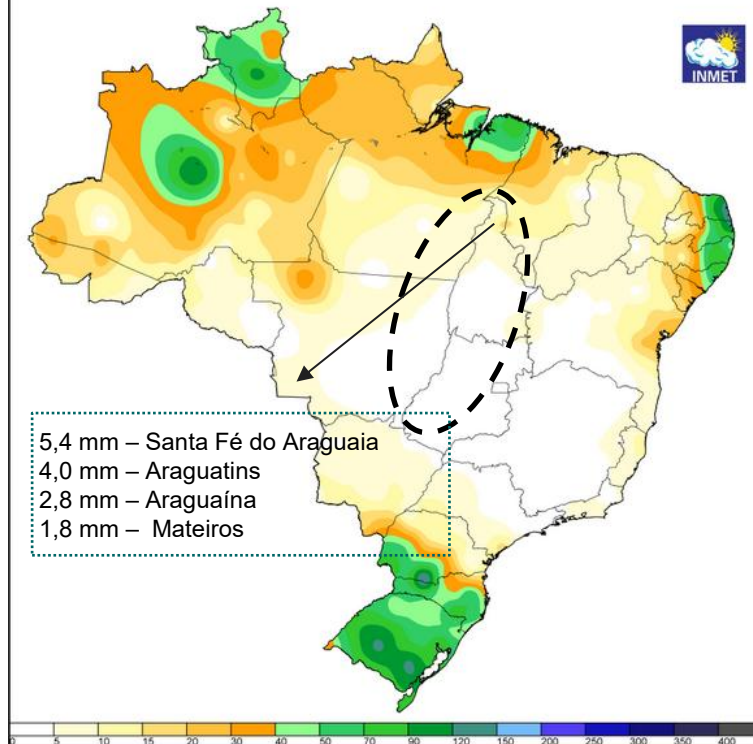 INMET
5,4 mm – Santa Fé do Araguaia
4,0 mm – Araguatins
2,8 mm – Araguaína
1,8 mm – Mateiros
0 5 10 15 20 30 40 50 70 90 120 150 200 250 300 350 400